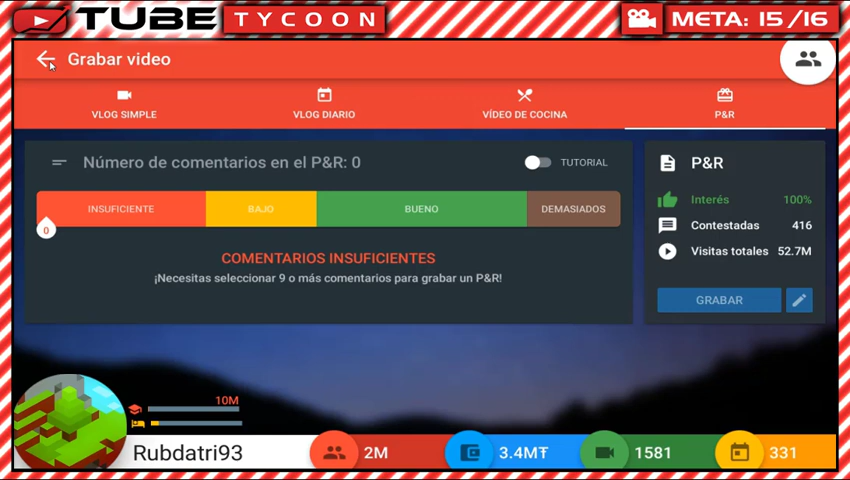 TUBE TYCOON
META: 15/16
Grabar video
VLOG SIMPLE
VLOG DIARIO
VÍDEO DE COCINA
P&R
Número de comentarios en el P&R: 0
TUTORIAL
INSUFICIENTE
BAJO
BUENO
DEMASIADOS
0
COMENTARIOS INSUFICIENTES
¡Necesitas seleccionar 9 o más comentarios para grabar un P&R!
P&R
Interés 100%
Contestadas 416
Visitas totales 52.7M
GRABAR
10M
Rubdatri93
2M
3.4MŦ
1581
331